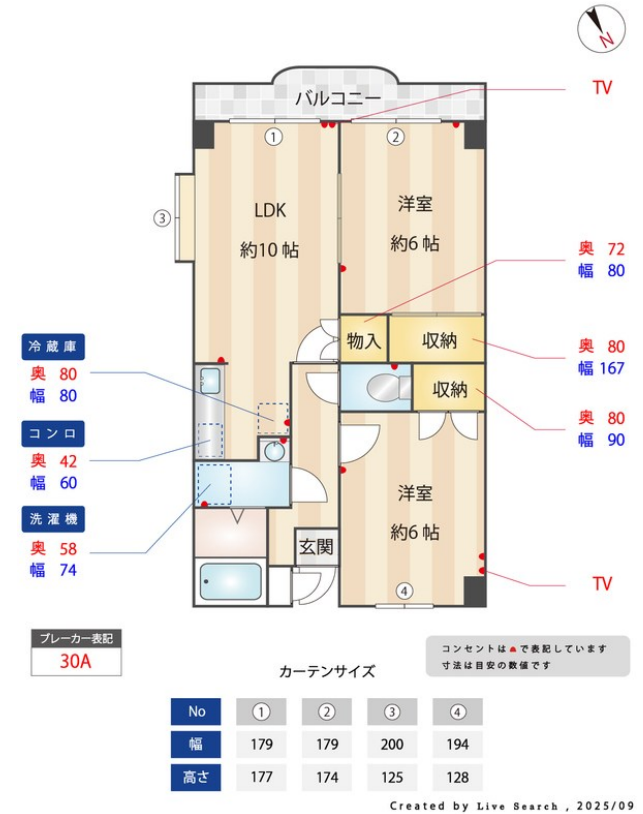 N
TV
バルコニー
①
②
③
LDK
約10 帖
洋室
約6 帖
奥 72
幅 80
物入
収納
冷蔵庫
奥 80
幅 80
奥 80
幅 167
収納
奥 80
幅 90
コンロ
奥 42
幅 60
洋室
約6 帖
洗濯機
奥 58
幅 74
玄関
TV
④
ブレーカー表記
30A
コンセントは で表記しています
寸法は目安の数値です
カーテンサイズ
No ① ② ③ ④
幅 179 179 200 194
高さ 177 174 125 128
Created by Live Search , 2025/09